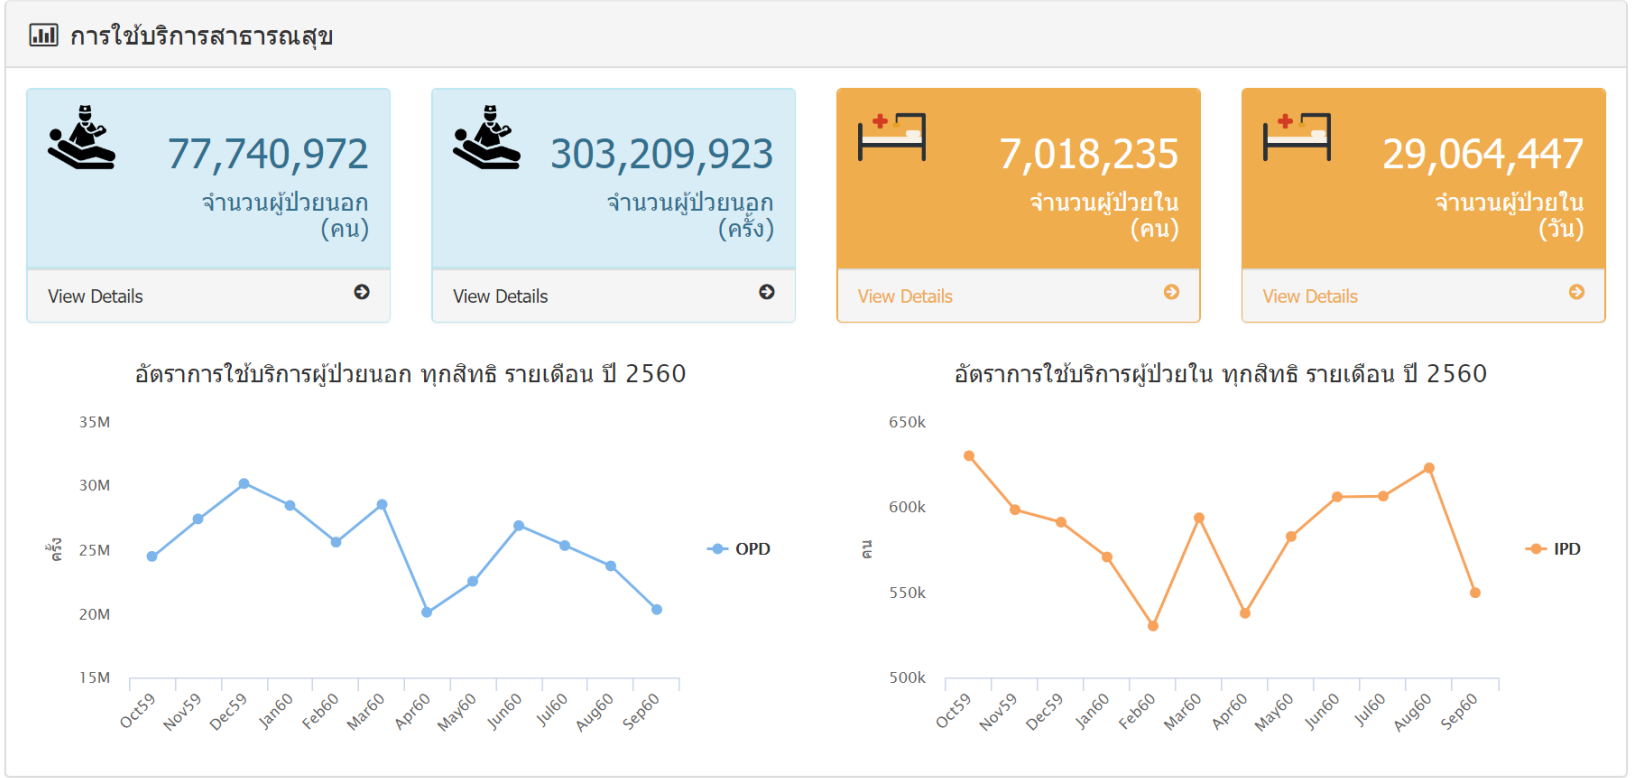 การใช้บริการสาธารณสุข
77,740,972
จำนวนผู้ป่วยนอก
(คน)
View Details
303,209,923
จำนวนผู้ป่วยนอก
(ครั้ง)
View Details
7,018,235
จำนวนผู้ป่วยใน
(คน)
View Details
29,064,447
จำนวนผู้ป่วยใน
(วัน)
View Details
อัตราการใช้บริการผู้ป่วยนอก ทุกสิทธิ รายเดือน ปี 2560
35M
30M
25M
20M
15M
ครั้ง
Oct59
Nov59
Dec59
Jan60
Feb60
Mar60
Apr60
May60
Jun60
Jul60
Aug60
Sep60
OPD
อัตราการใช้บริการผู้ป่วยใน ทุกสิทธิ รายเดือน ปี 2560
650k
600k
550k
500k
คน
Oct59
Nov59
Dec59
Jan60
Feb60
Mar60
Apr60
May60
Jun60
Jul60
Aug60
Sep60
IPD